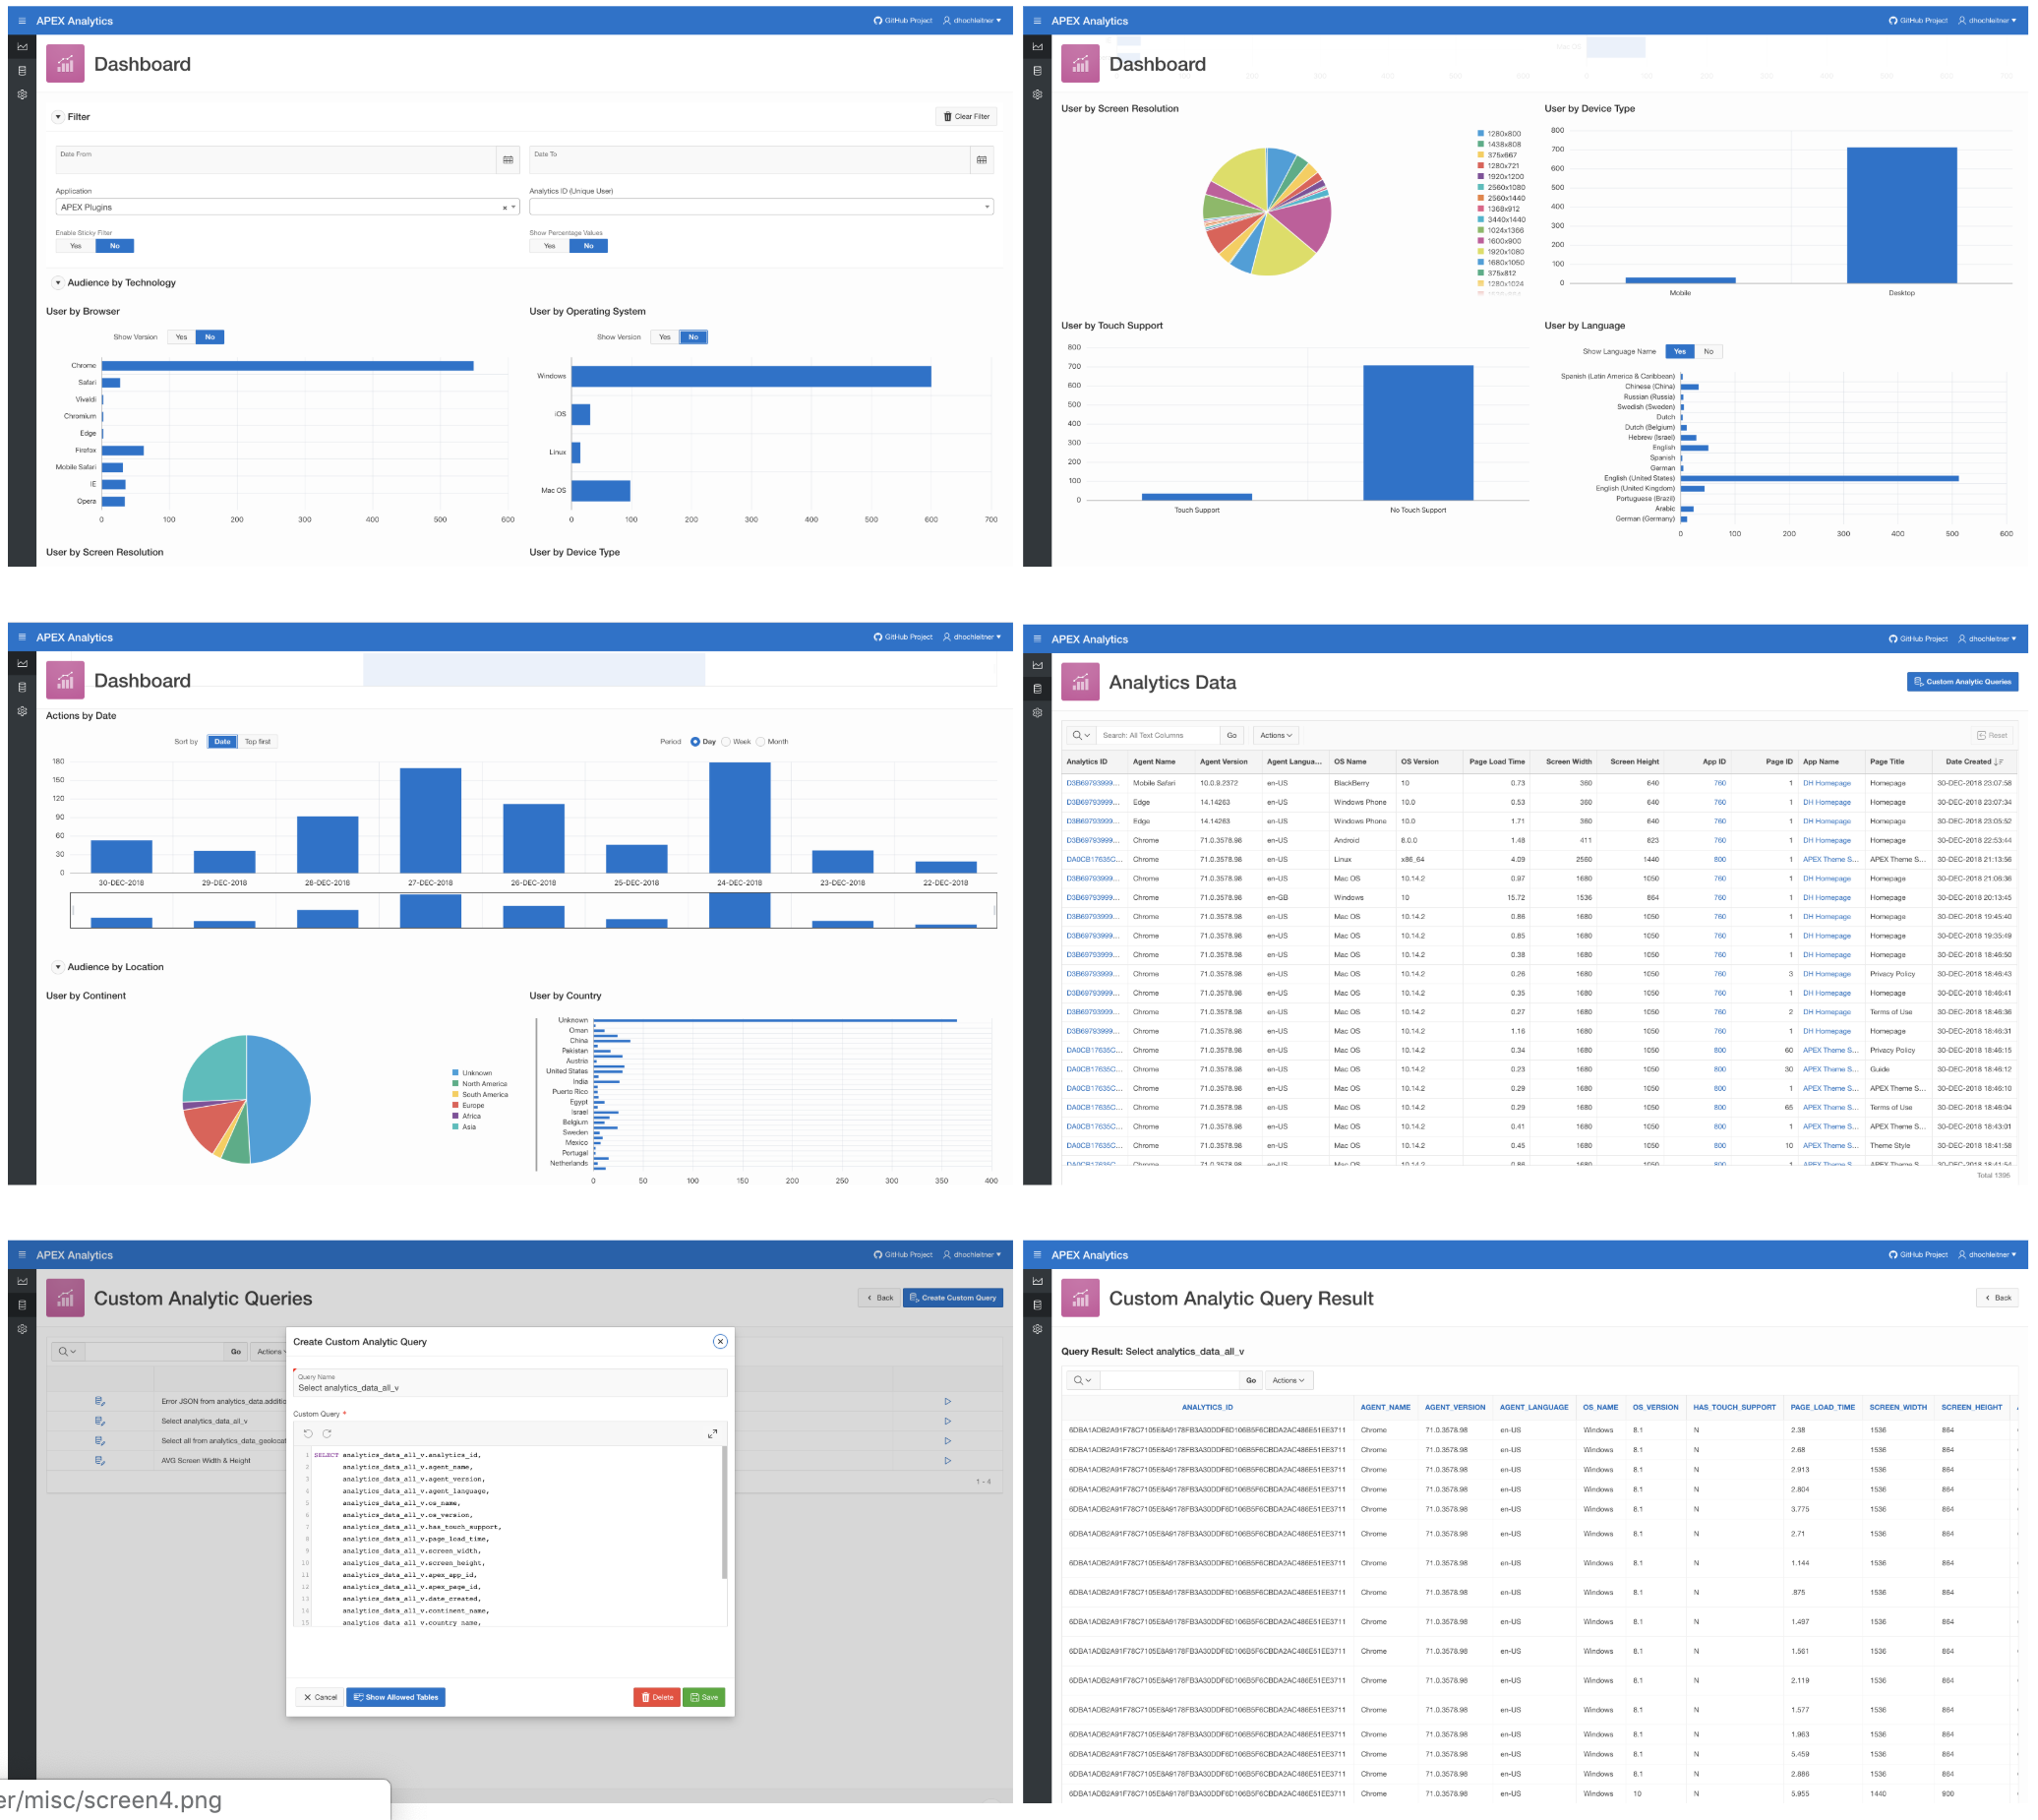 APEX Analytics
GitHub Project dhochleitner
Dashboard
Filter
Clear Filter
Date From
Date To
Application
APEX Plugins
Analytics ID (Unique User)
Enable Sticky Filter
Yes No
Show Percentage Values
Yes No
Audience by Technology
User by Browser
Show Version Yes No
Chrome
Safari
Vivaldi
Chromium
Edge
Firefox
Mobile Safari
IE
Opera
0 100 200 300 400 500 600
User by Operating System
Show Version Yes No
Windows
iOS
Linux
Mac OS
0 100 200 300 400 500 600 700
User by Screen Resolution
User by Device Type
APEX Analytics
GitHub Project dhochleitner
Dashboard
User by Screen Resolution
1280x800
1438x808
375x667
1280x721
1920x1200
2560x1080
2560x1440
1368x912
3440x1440
1024x1366
1600x900
1920x1080
1680x1050
375x812
1280x1024
User by Device Type
800
700
600
500
400
300
200
100
0
Mobile Desktop
User by Touch Support
800
700
600
500
400
300
200
100
0
Touch Support No Touch Support
User by Language
Show Language Name Yes No
Spanish (Latin America & Caribbean)
Chinese (China)
Russian (Russia)
Swedish (Sweden)
Dutch
Dutch (Belgium)
Hebrew (Israel)
English
Spanish
German
English (United States)
English (United Kingdom)
Portuguese (Brazil)
Arabic
German (Germany)
0 100 200 300 400 500 600
APEX Analytics
GitHub Project dhochleitner
Dashboard
Actions by Date
Sort by Date Top first
Period Day Week Month
180
150
120
90
60
30
0
30-DEC-2018 29-DEC-2018 28-DEC-2018 27-DEC-2018 26-DEC-2018 25-DEC-2018 24-DEC-2018 23-DEC-2018 22-DEC-2018
Audience by Location
User by Continent
Unknown
North America
South America
Europe
Africa
Asia
User by Country
Unknown
Oman
China
Pakistan
Austria
United States
India
Puerto Rico
Egypt
Israel
Belgium
Sweden
Mexico
Portugal
Netherlands
0 50 100 150 200 250 300 350 400
APEX Analytics
GitHub Project dhochleitner
Analytics Data
Custom Analytic Queries
Search: All Text Columns Go Actions Reset
Analytics ID Agent Name Agent Version Agent Langua... OS Name OS Version Page Load Time Screen Width Screen Height App ID Page ID App Name Page Title Date Created
D3B69793999... Mobile Safari 10.0.9.2372 en-US BlackBerry 10 0.73 360 640 760 1 DH Homepage Homepage 30-DEC-2018 23:07:58
D3B69793999... Edge 14.14263 en-US Windows Phone 10.0 0.53 360 640 760 1 DH Homepage Homepage 30-DEC-2018 23:07:34
D3B69793999... Edge 14.14263 en-US Windows Phone 10.0 1.71 360 640 760 1 DH Homepage Homepage 30-DEC-2018 23:05:52
D3B69793999... Chrome 71.0.3578.98 en-US Android 8.0.0 1.48 411 823 760 1 DH Homepage Homepage 30-DEC-2018 22:53:44
DA0CB17635C... Chrome 71.0.3578.98 en-US Linux x86_64 4.09 2560 1440 800 1 APEX Theme S... APEX Theme S... 30-DEC-2018 21:13:56
D3B69793999... Chrome 71.0.3578.98 en-US Mac OS 10.14.2 0.97 1680 1050 760 1 DH Homepage Homepage 30-DEC-2018 21:06:36
D3B69793999... Chrome 71.0.3578.98 en-GB Windows 10 15.72 1536 864 760 1 DH Homepage Homepage 30-DEC-2018 20:13:45
D3B69793999... Chrome 71.0.3578.98 en-US Mac OS 10.14.2 0.86 1680 1050 760 1 DH Homepage Homepage 30-DEC-2018 19:45:40
D3B69793999... Chrome 71.0.3578.98 en-US Mac OS 10.14.2 0.85 1680 1050 760 1 DH Homepage Homepage 30-DEC-2018 19:35:49
D3B69793999... Chrome 71.0.3578.98 en-US Mac OS 10.14.2 0.38 1680 1050 760 1 DH Homepage Homepage 30-DEC-2018 18:46:50
D3B69793999... Chrome 71.0.3578.98 en-US Mac OS 10.14.2 0.26 1680 1050 760 3 DH Homepage Privacy Policy 30-DEC-2018 18:46:43
D3B69793999... Chrome 71.0.3578.98 en-US Mac OS 10.14.2 0.35 1680 1050 760 1 DH Homepage Homepage 30-DEC-2018 18:46:41
D3B69793999... Chrome 71.0.3578.98 en-US Mac OS 10.14.2 0.27 1680 1050 760 2 DH Homepage Terms of Use 30-DEC-2018 18:46:36
D3B69793999... Chrome 71.0.3578.98 en-US Mac OS 10.14.2 1.16 1680 1050 760 1 DH Homepage Homepage 30-DEC-2018 18:46:31
DA0CB17635C... Chrome 71.0.3578.98 en-US Mac OS 10.14.2 0.34 1680 1050 800 60 APEX Theme S... Privacy Policy 30-DEC-2018 18:46:15
DA0CB17635C... Chrome 71.0.3578.98 en-US Mac OS 10.14.2 0.23 1680 1050 800 30 APEX Theme S... Guide 30-DEC-2018 18:46:12
DA0CB17635C... Chrome 71.0.3578.98 en-US Mac OS 10.14.2 0.29 1680 1050 800 1 APEX Theme S... APEX Theme S... 30-DEC-2018 18:46:10
DA0CB17635C... Chrome 71.0.3578.98 en-US Mac OS 10.14.2 0.29 1680 1050 800 65 APEX Theme S... Terms of Use 30-DEC-2018 18:46:04
DA0CB17635C... Chrome 71.0.3578.98 en-US Mac OS 10.14.2 0.41 1680 1050 800 1 APEX Theme S... APEX Theme S... 30-DEC-2018 18:43:01
DA0CB17635C... Chrome 71.0.3578.98 en-US Mac OS 10.14.2 0.45 1680 1050 800 10 APEX Theme S... Theme Style 30-DEC-2018 18:41:58
Total 1396
APEX Analytics
GitHub Project dhochleitner
Custom Analytic Queries
Back Create Custom Query
Go Actions
Error JSON from analytics_data.additio
Select analytics_data_all_v
Select all from analytics_data_geolocat
AVG Screen Width & Height
1 - 4
Create Custom Analytic Query
Query Name
Select analytics_data_all_v
Custom Query *
1 SELECT analytics_data_all_v.analytics_id,
2 analytics_data_all_v.agent_name,
3 analytics_data_all_v.agent_version,
4 analytics_data_all_v.agent_language,
5 analytics_data_all_v.os_name,
6 analytics_data_all_v.os_version,
7 analytics_data_all_v.has_touch_support,
8 analytics_data_all_v.page_load_time,
9 analytics_data_all_v.screen_width,
10 analytics_data_all_v.screen_height,
11 analytics_data_all_v.apex_app_id,
12 analytics_data_all_v.apex_page_id,
13 analytics_data_all_v.date_created,
14 analytics_data_all_v.continent_name,
15 analytics_data_all_v.country_name,
Cancel Show Allowed Tables Delete Save
er/misc/screen4.png
APEX Analytics
GitHub Project dhochleitner
Custom Analytic Query Result
Back
Query Result: Select analytics_data_all_v
Go Actions
ANALYTICS_ID AGENT_NAME AGENT_VERSION AGENT_LANGUAGE OS_NAME OS_VERSION HAS_TOUCH_SUPPORT PAGE_LOAD_TIME SCREEN_WIDTH SCREEN_HEIGHT
Chrome 71.0.3578.98 en-US Windows 8.1 N 2.38 1536 864
Chrome 71.0.3578.98 en-US Windows 8.1 N 2.68 1536 864
Chrome 71.0.3578.98 en-US Windows 8.1 N 2.913 1536 864
Chrome 71.0.3578.98 en-US Windows 8.1 N 2.804 1536 864
Chrome 71.0.3578.98 en-US Windows 8.1 N 3.775 1536 864
Chrome 71.0.3578.98 en-US Windows 8.1 N 2.71 1536 864
Chrome 71.0.3578.98 en-US Windows 8.1 N 1.144 1536 864
Chrome 71.0.3578.98 en-US Windows 8.1 N .875 1536 864
Chrome 71.0.3578.98 en-US Windows 8.1 N 1.497 1536 864
Chrome 71.0.3578.98 en-US Windows 8.1 N 1.561 1536 864
Chrome 71.0.3578.98 en-US Windows 8.1 N 2.119 1536 864
Chrome 71.0.3578.98 en-US Windows 8.1 N 1.577 1536 864
Chrome 71.0.3578.98 en-US Windows 8.1 N 1.963 1536 864
Chrome 71.0.3578.98 en-US Windows 8.1 N 5.459 1536 864
Chrome 71.0.3578.98 en-US Windows 8.1 N 2.886 1536 864
Chrome 71.0.3578.98 en-US Windows 10 N 5.955 1440 900